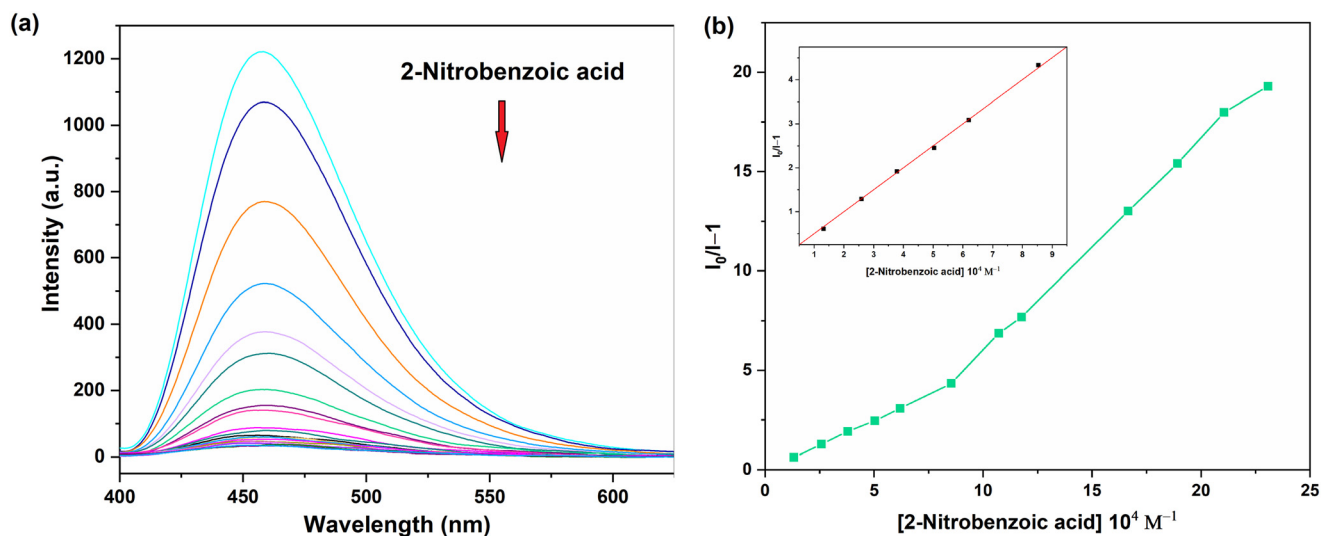 (a)
1200
1000
800
600
400
200
0
Intensity (a.u.)
2-Nitrobenzoic acid
400
450
500
550
600
Wavelength (nm)
(b)
20
15
10
5
0
I₀/I−1
4
3
2
1
I₀/I−1
1 2 3 4 5 6 7 8 9
[2-Nitrobenzoic acid] 10⁴ M⁻¹
0
5
10
15
20
25
[2-Nitrobenzoic acid] 10⁴ M⁻¹